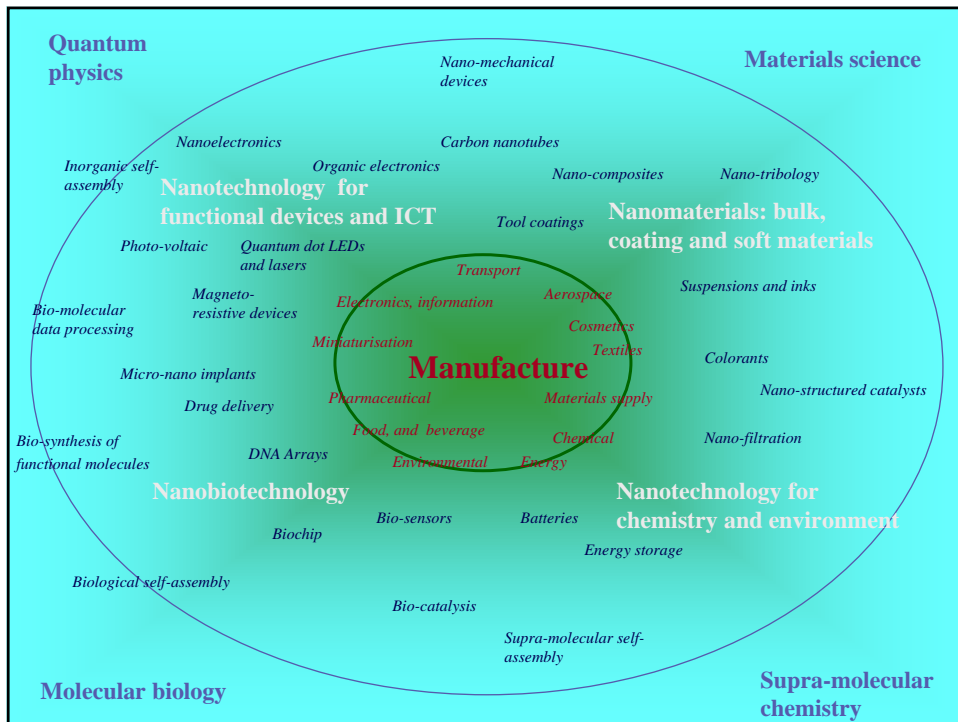 Quantum
physics
Nano-mechanical
devices
Materials science
Nanoelectronics
Carbon nanotubes
Inorganic self-
assembly
Organic electronics
Nano-composites
Nano-tribology
Nanotechnology for
functional devices and ICT
Nanomaterials: bulk,
coating and soft materials
Tool coatings
Photo-voltaic
Quantum dot LEDs
and lasers
Transport
Suspensions and inks
Magneto-
resistive devices
Electronics, information
Aerospace
Bio-molecular
data processing
Cosmetics
Miniaturisation
Textiles
Manufacture
Colorants
Micro-nano implants
Nano-structured catalysts
Drug delivery
Pharmaceutical
Materials supply
Bio-synthesis of
functional molecules
Food, and beverage
Chemical
Nano-filtration
DNA Arrays
Environmental
Energy
Nanobiotechnology
Nanotechnology for
chemistry and environment
Bio-sensors
Batteries
Biochip
Energy storage
Biological self-assembly
Bio-catalysis
Supra-molecular self-
assembly
Molecular biology
Supra-molecular
chemistry